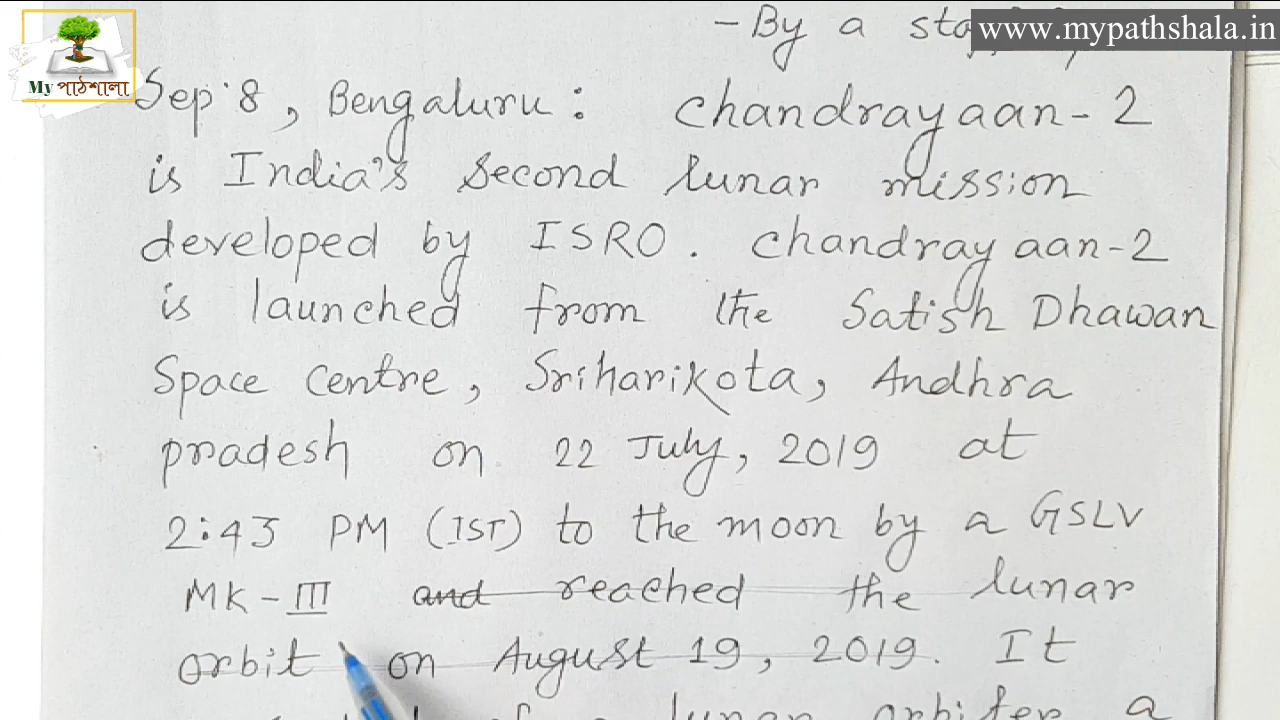 My পাঠশালা
www.mypathshala.in
- By a
Sep 8, Bengaluru: Chandrayaan-2
is India's second lunar mission
developed by ISRO. Chandrayaan-2
is launched from the Satish Dhawan
Space Centre, Sriharikota, Andhra
pradesh on 22 July, 2019 at
2:43 PM (IST) to the moon by a GSLV
MK-III and reached the lunar
orbit on August 19, 2019. It
of a lunar orbiter a